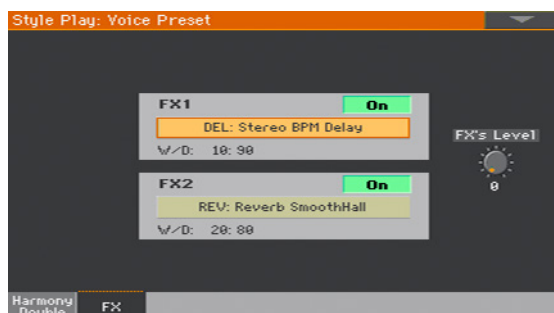 Style Play: Voice Preset
FX1
On
DEL: Stereo BPM Delay
W/D: 10:90
FX's Level
0
FX2
On
REV: Reverb SmoothHall
W/D: 20:80
Harmony
Double
FX